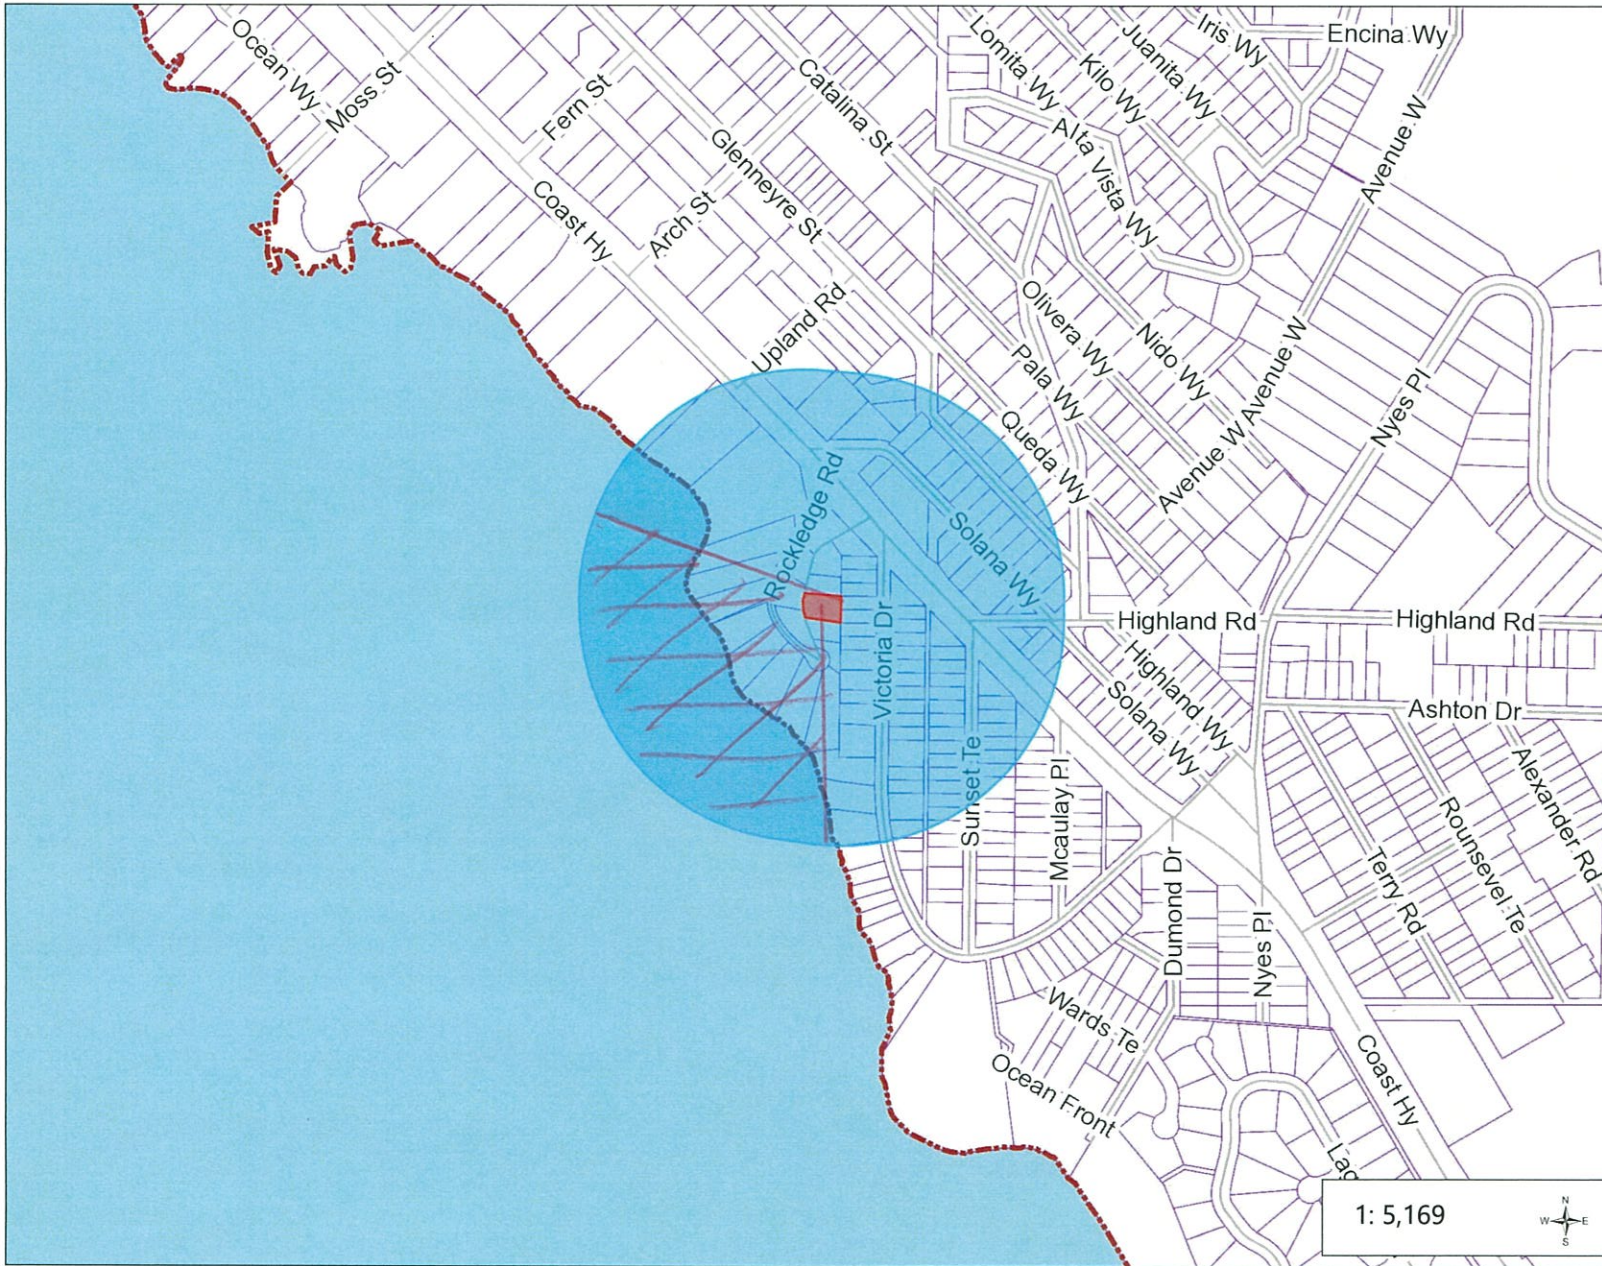 Ocean Wy
Moss St
Fern St
Catalina St
Lomita Wy
Kilo Wy
Juanita Wy
Iris Wy
Encina Wy
Glenneyre St
Alta Vista Wy
Avenue W
Coast Hy
Arch St
Upland Rd
Olivera Wy
Nido Wy
Pala Wy
Avenue W
Avenue W
Queda Wy
Nyes Pl
Rockledge Rd
Solana Wy
Victoria Dr
Highland Rd
Highland Rd
Highland Wy
Solana Wy
Ashton Dr
Sunset Te
Mcaulay Pl
Alexander Rd
Rounsevel Te
Terry Rd
Dumond Dr
Nyes Pl
Wards Te
Ocean Front
Coast Hy
Lag
1: 5,169
N
W
E
S